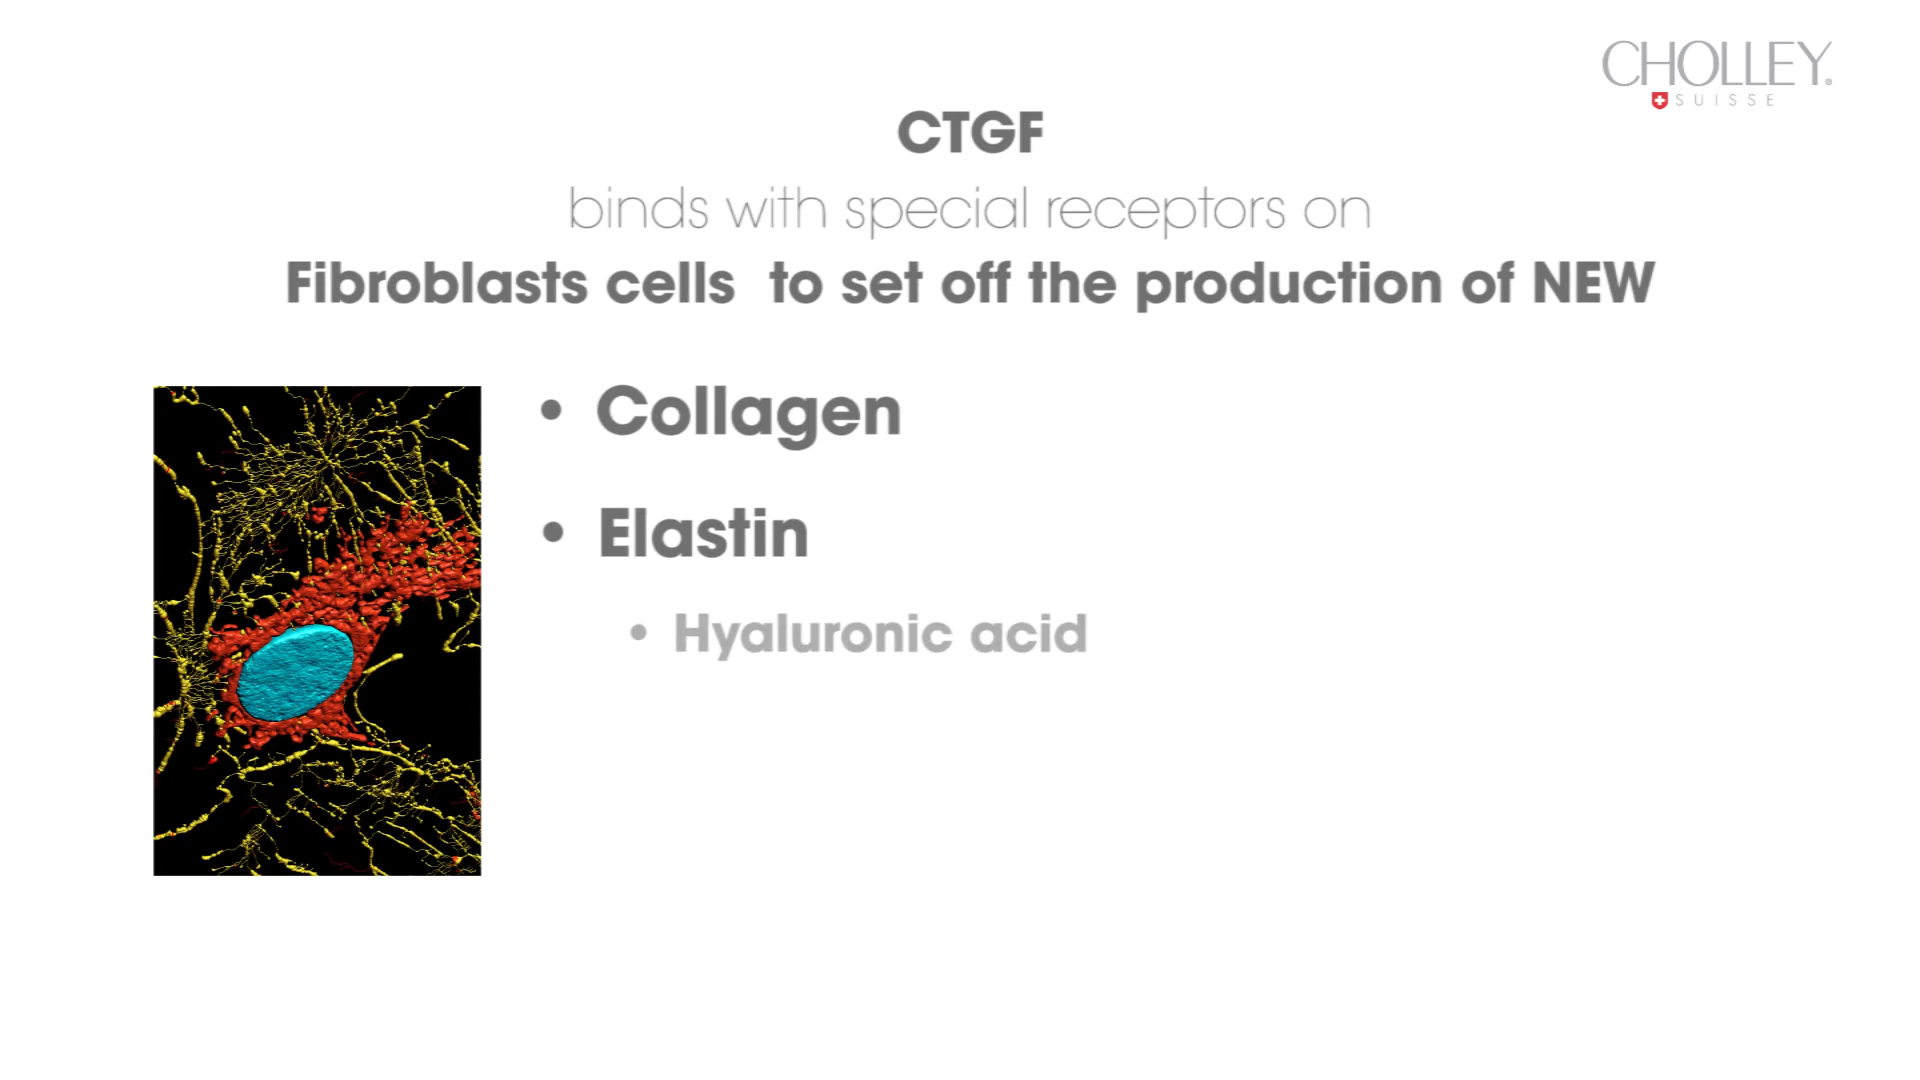 CHOLLEY®
SUISSE
CTGF
binds with special receptors on
Fibroblasts cells  to set off the production of NEW
• Collagen
• Elastin
• Hyaluronic acid